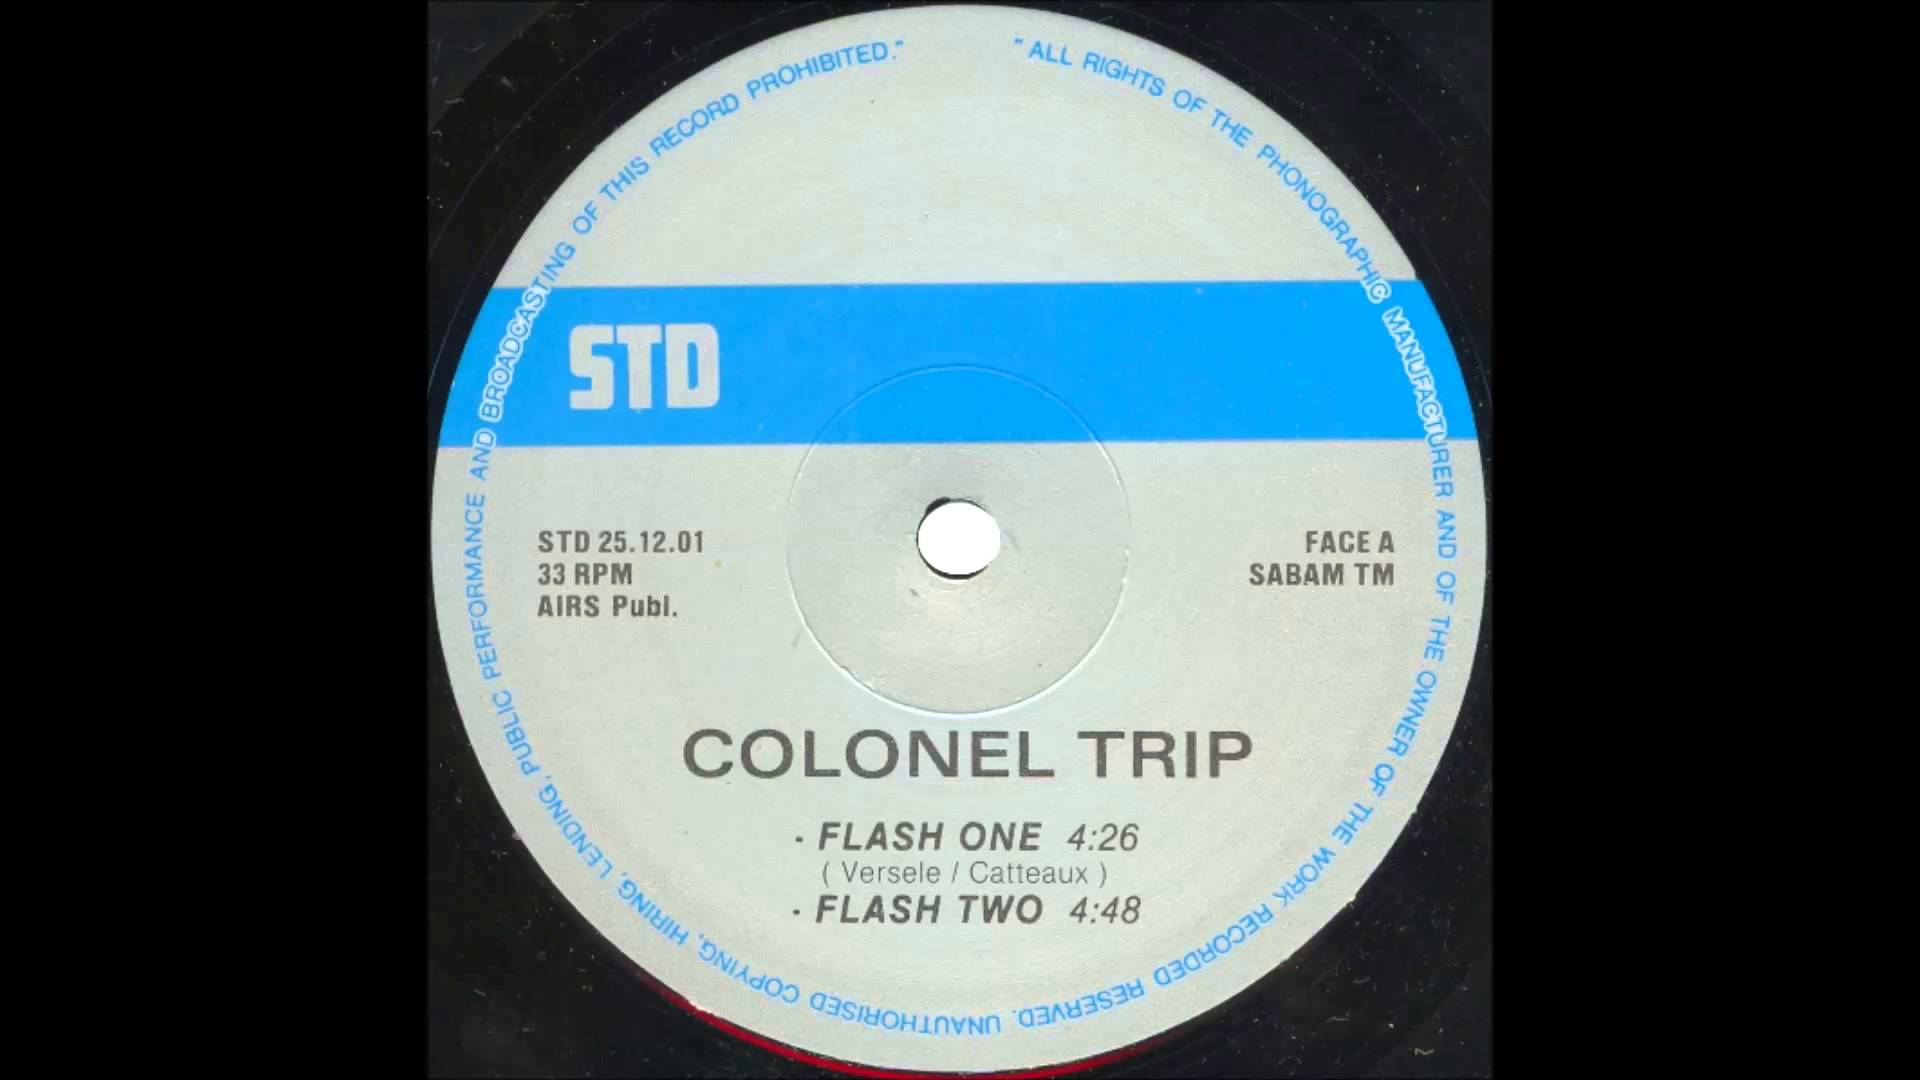 "ALL RIGHTS OF THE PHONOGRAPHIC MANUFACTURER AND OF THE OWNER OF THE WORK RECORDED RESERVED. UNAUTHORISED COPYING, HIRING, LENDING, PUBLIC PERFORMANCE AND BROADCASTING OF THIS RECORD PROHIBITED."
STD
STD 25.12.01
33 RPM
AIRS Publ.
FACE A
SABAM TM
COLONEL TRIP
- FLASH ONE 4:26
( Versele / Catteaux )
- FLASH TWO 4:48